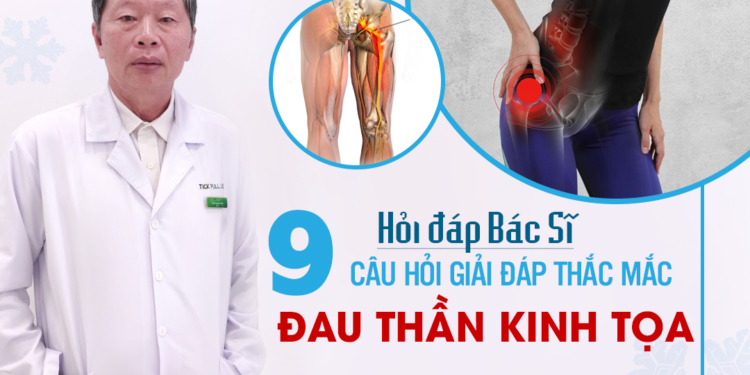 9
Hỏi đáp Bác Sĩ
CÂU HỎI GIẢI ĐÁP THẮC MẮC
ĐAU THẦN KINH TỌA